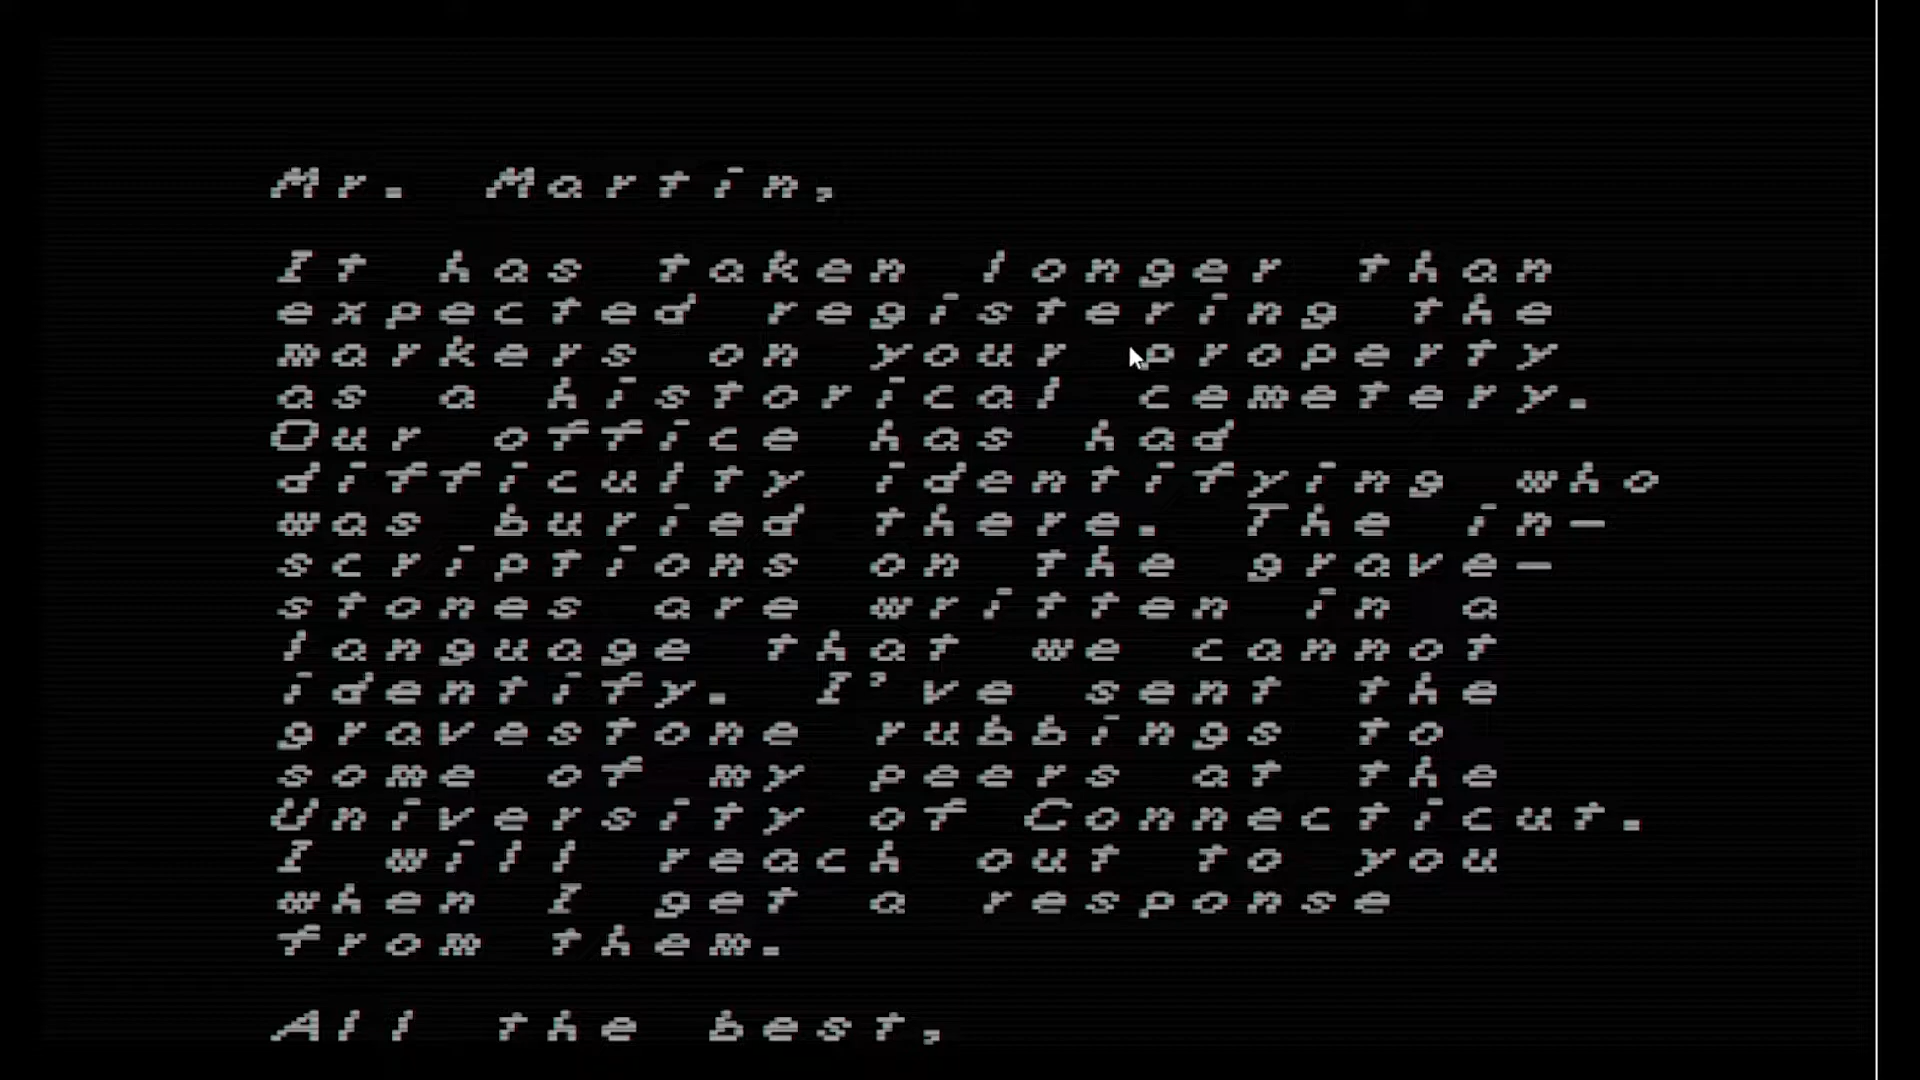 Mr. Martin,
It has taken longer than
expected registering the
markers on your property
as a historical cemetery.
Our office has had
difficulty identifying who
was buried there. The in-
scriptions on the grave-
stones are written in a
language that we cannot
identify. I've sent the
gravestone rubbings to
some of my peers at the
University of Connecticut.
I will reach out to you
when I get a response
from them.
All the best,